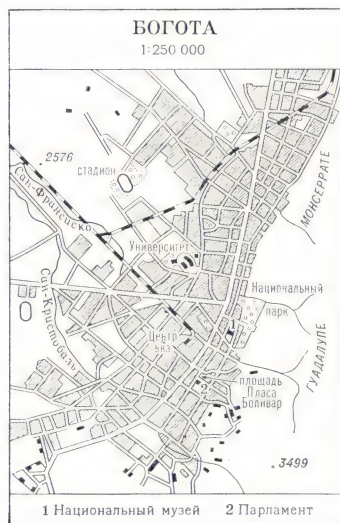 БОГОТА
1:250 000
2576
стадион
Сан-Франсиско
МОНСЕРРАТЕ
Университет
Национальный
парк
Сан-Кристобаль
Центр
ГУАДАЛУПЕ
площадь
Пласа
Боливар
2
3499
1 Национальный музей 2 Парламент